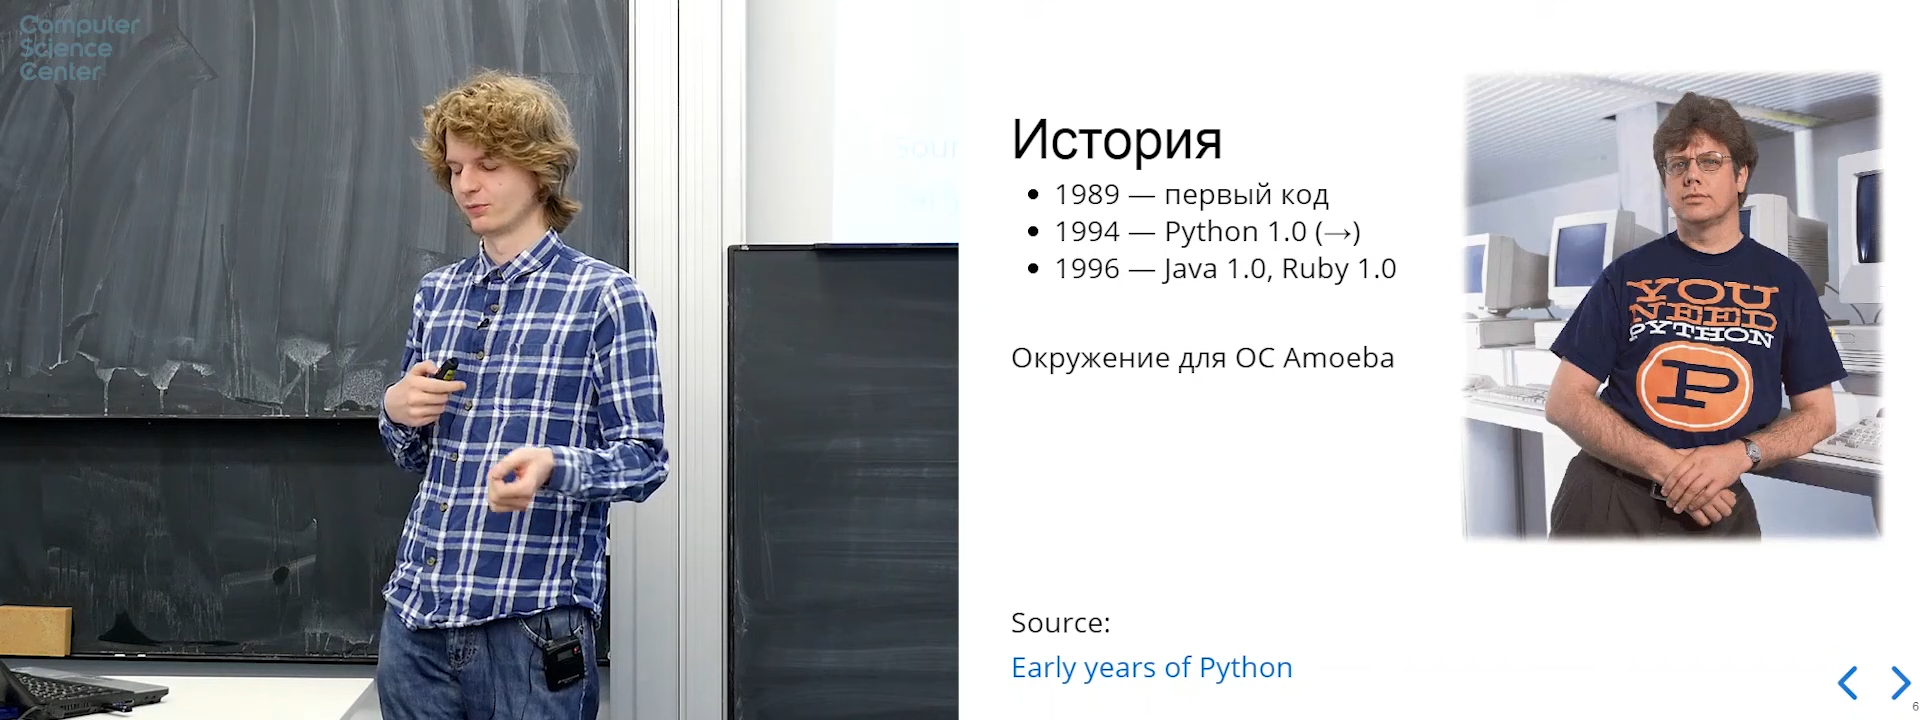 Computer
Science
Center
Sour
История
1989 — первый код
1994 — Python 1.0 (→)
1996 — Java 1.0, Ruby 1.0
Окружение для ОС Amoeba
YOU
NEED
PYTHON
P
Source:
Early years of Python
6